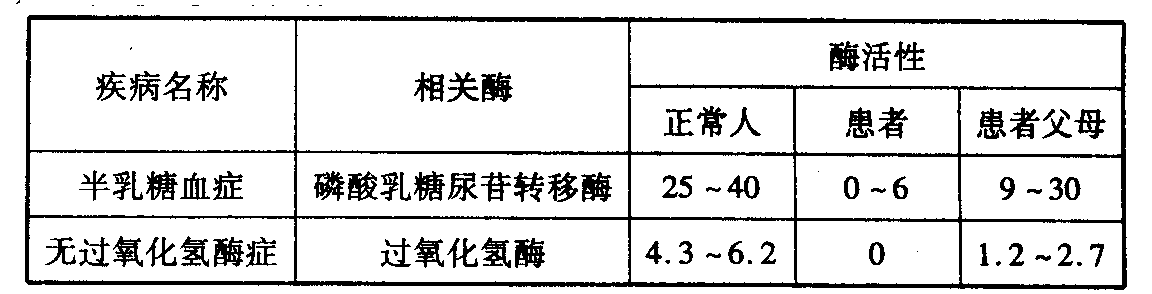 疾病名称 相关酶 酶活性
正常人 患者 患者父母
半乳糖血症 磷酸乳糖尿苷转移酶 25~40 0~6 9~30
无过氧化氢酶症 过氧化氢酶 4.3~6.2 0 1.2~2.7